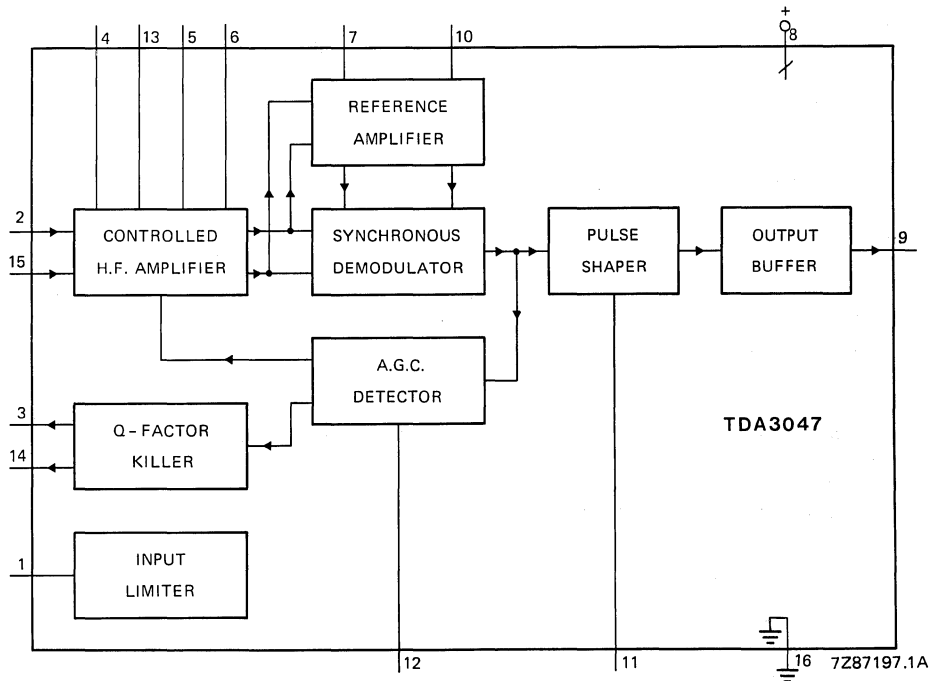 +
4 13 5 6 7 10 8
REFERENCE
AMPLIFIER
2
15
CONTROLLED
H.F. AMPLIFIER
SYNCHRONOUS
DEMODULATOR
PULSE
SHAPER
OUTPUT
BUFFER
9
A.G.C.
DETECTOR
3
14
Q-FACTOR
KILLER
TDA3047
1
INPUT
LIMITER
12 11 16 7Z87197.1A